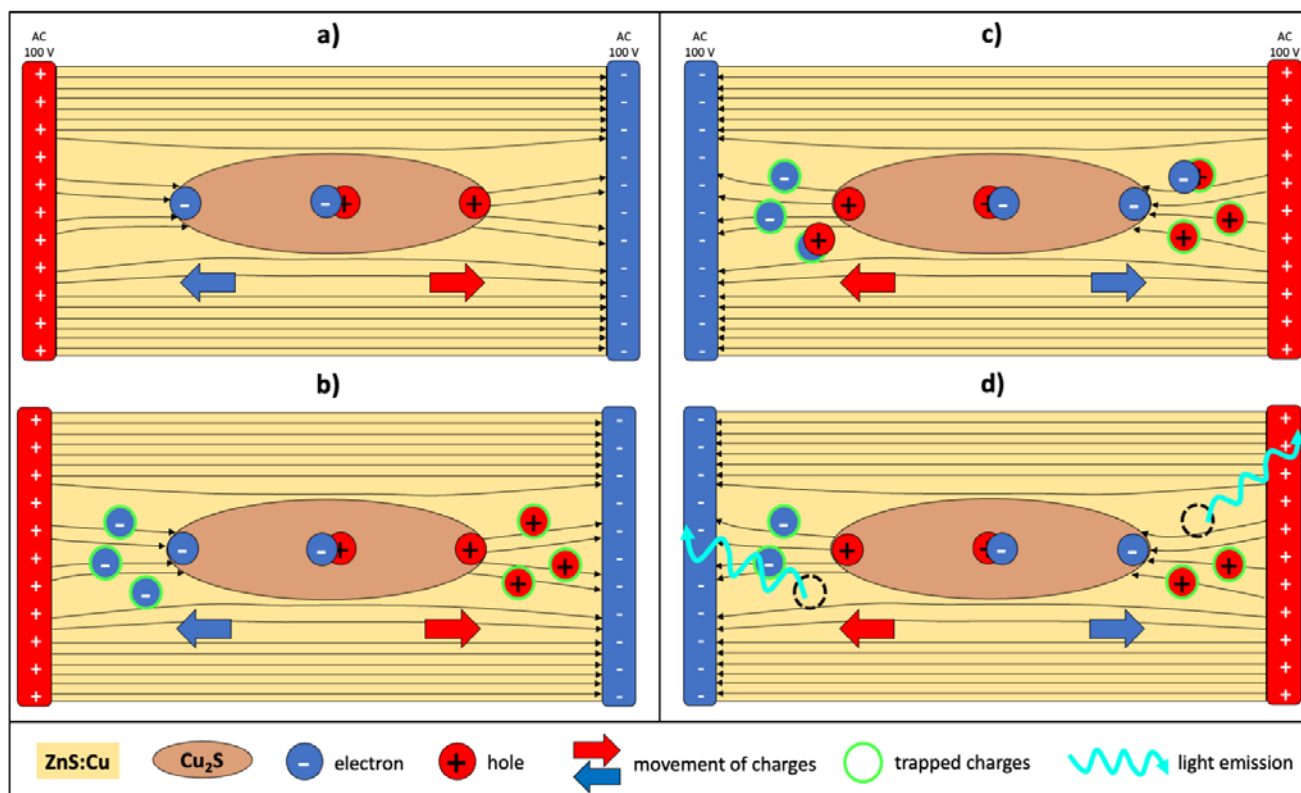 a)
AC
100 V
AC
100 V
c)
AC
100 V
AC
100 V
b)
d)
ZnS:Cu
Cu₂S
electron
hole
movement of charges
trapped charges
light emission